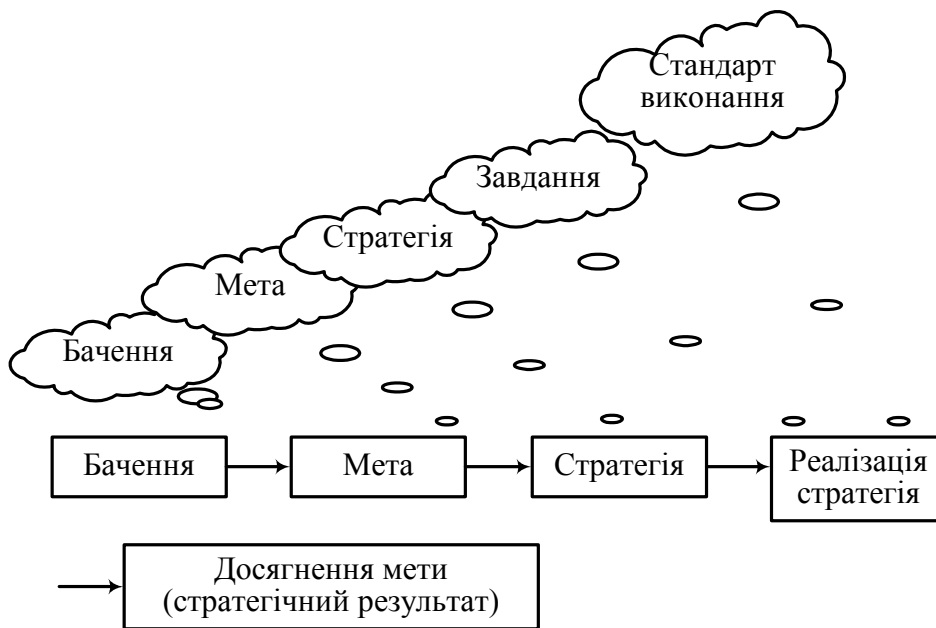 Стандарт
виконання
Завдання
Стратегія
Мета
Бачення
Бачення
Мета
Стратегія
Реалізація
стратегія
Досягнення мети
(стратегічний результат)